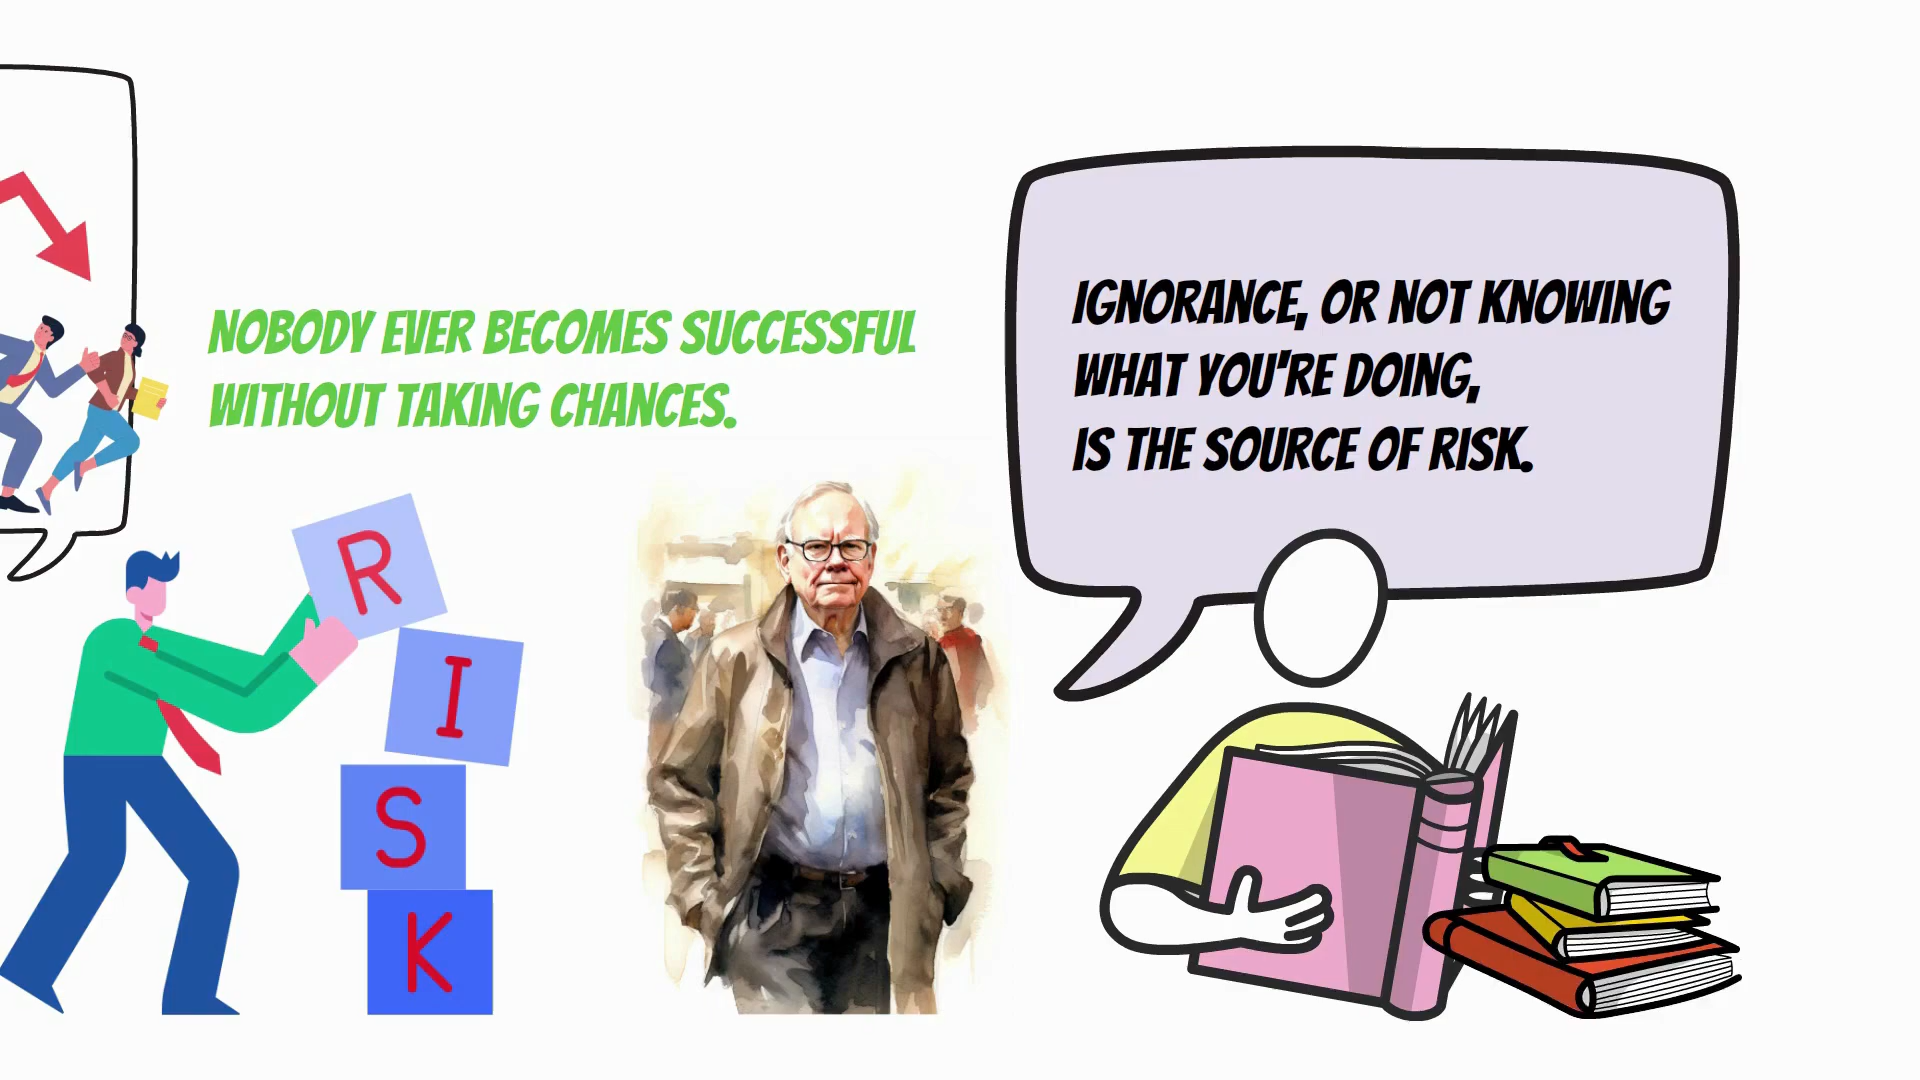 NOBODY EVER BECOMES SUCCESSFUL
WITHOUT TAKING CHANCES.
IGNORANCE, OR NOT KNOWING
WHAT YOU'RE DOING,
IS THE SOURCE OF RISK.
R
I
S
K